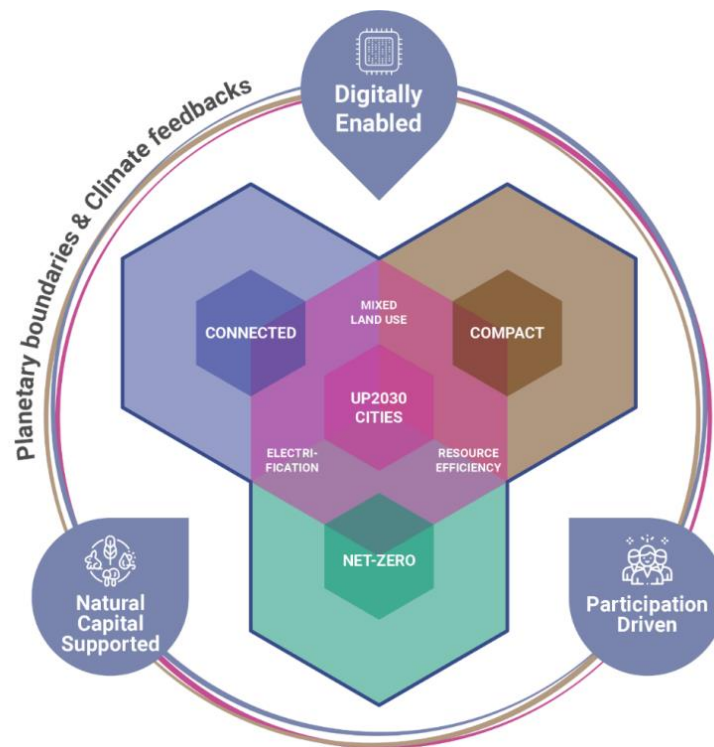 Digitally
Enabled
Planetary boundaries & Climate feedbacks
MIXED
LAND USE
CONNECTED
COMPACT
UP2030
CITIES
ELECTRI-
FICATION
RESOURCE
EFFICIENCY
NET-ZERO
Natural
Capital
Supported
Participation
Driven